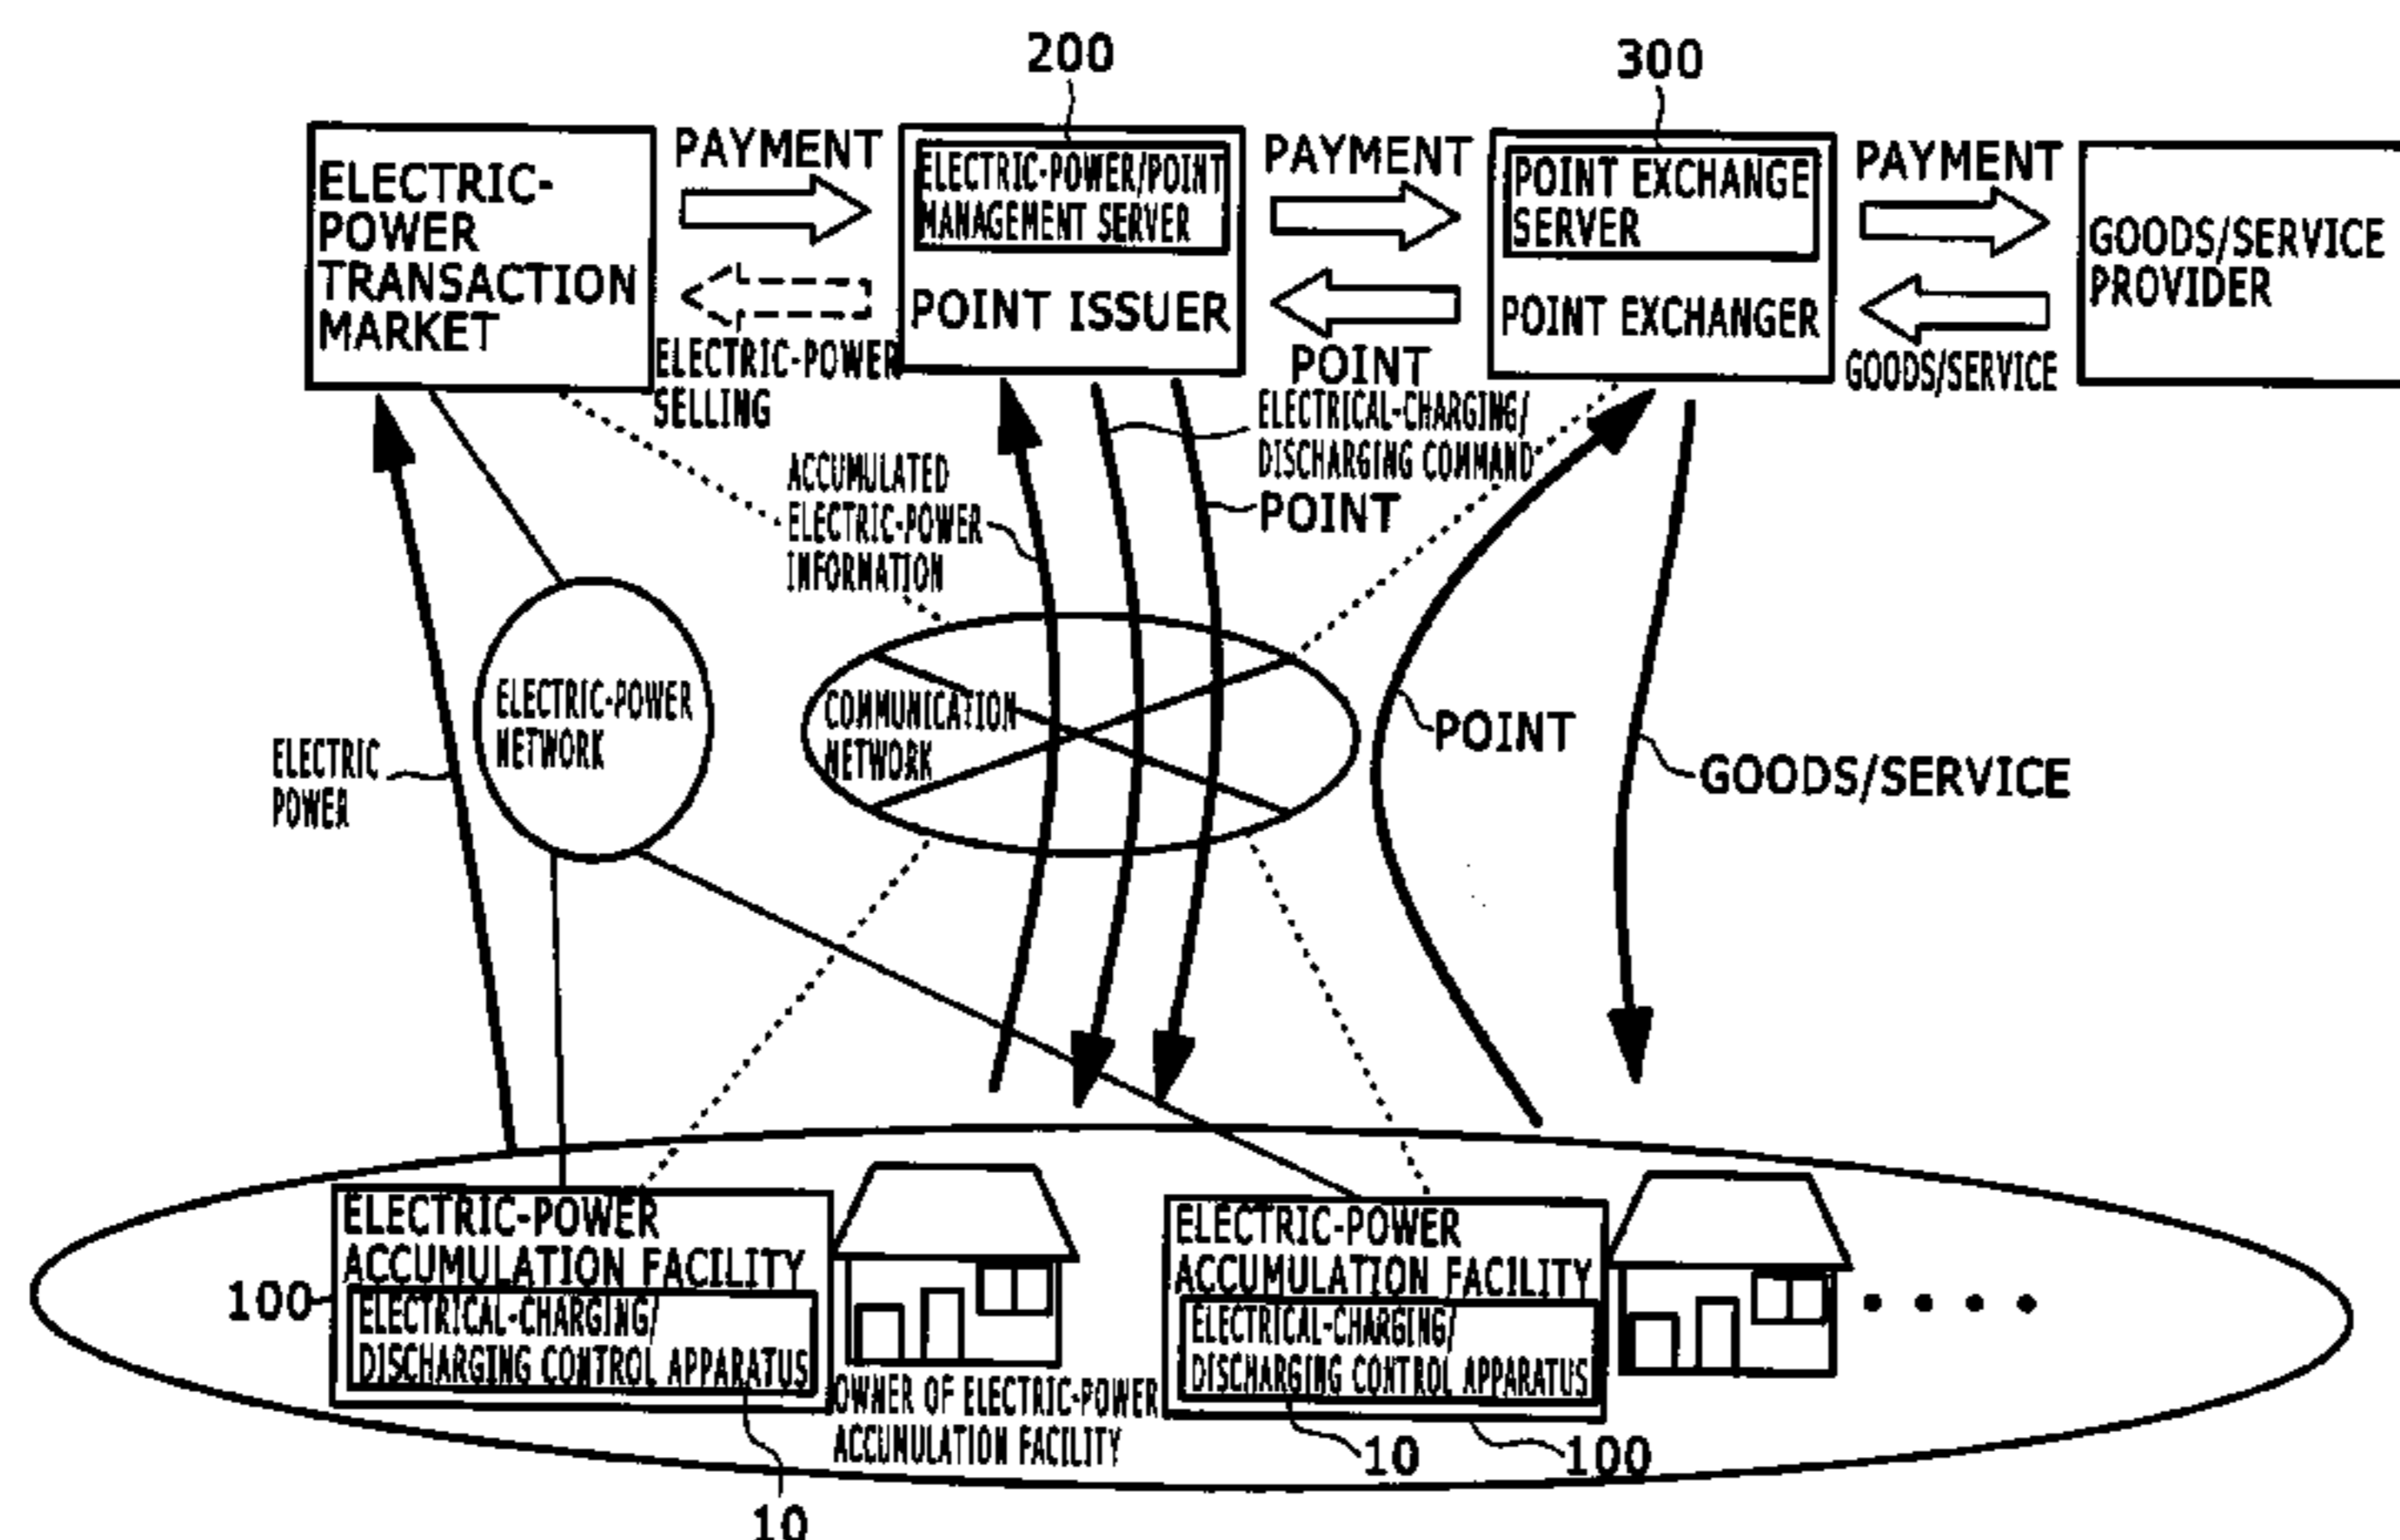 200
300
ELECTRIC-
POWER
TRANSACTION
MARKET
PAYMENT
ELECTRIC-POWER
SELLING
ELECTRIC-POWER/POINT
MANAGEMENT SERVER
POINT ISSUER
PAYMENT
POINT
POINT EXCHANGE
SERVER
POINT EXCHANGER
PAYMENT
GOODS/SERVICE
GOODS/SERVICE
PROVIDER
ELECTRICAL-CHARGING/
DISCHARGING COMMAND
POINT
ACCUMULATED
ELECTRIC-POWER
INFORMATION
ELECTRIC-POWER
NETWORK
COMMUNICATION
NETWORK
ELECTRIC
POWER
POINT
GOODS/SERVICE
ELECTRIC-POWER
ACCUMULATION FACILITY
100
ELECTRICAL-CHARGING/
DISCHARGING CONTROL APPARATUS
OWNER OF ELECTRIC-POWER
ACCUMULATION FACILITY
10
ELECTRIC-POWER
ACCUMULATION FACILITY
ELECTRICAL-CHARGING/
DISCHARGING CONTROL APPARATUS
10
100